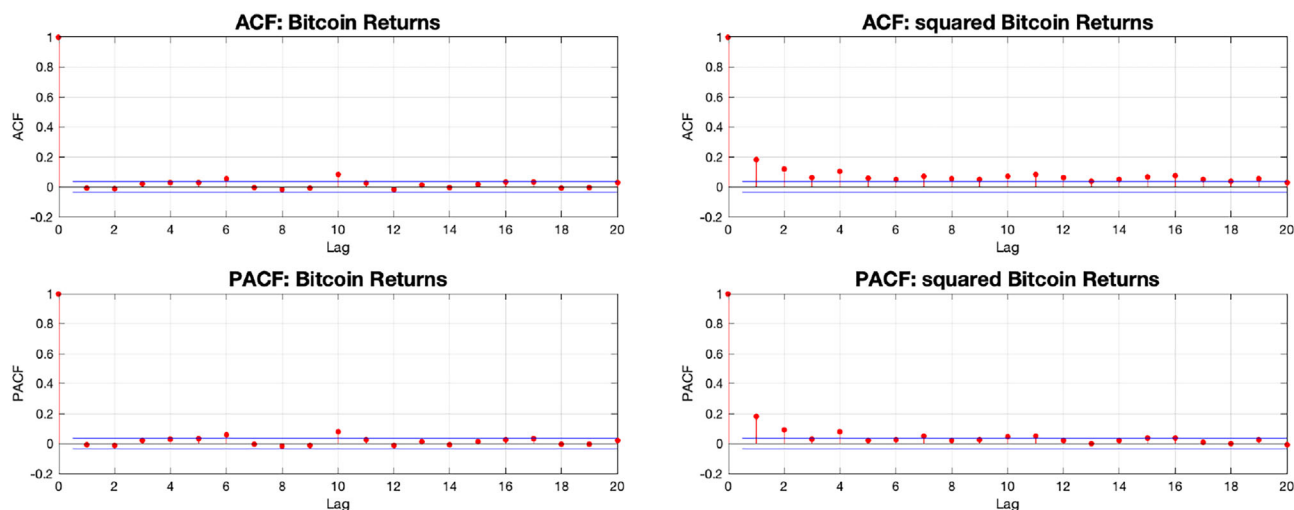 ACF: Bitcoin Returns
1
0.8
0.6
0.4
0.2
0
-0.2
ACF
0 2 4 6 8 10 12 14 16 18 20
Lag
ACF: squared Bitcoin Returns
1
0.8
0.6
0.4
0.2
0
-0.2
ACF
0 2 4 6 8 10 12 14 16 18 20
Lag
PACF: Bitcoin Returns
1
0.8
0.6
0.4
0.2
0
-0.2
PACF
0 2 4 6 8 10 12 14 16 18 20
Lag
PACF: squared Bitcoin Returns
1
0.8
0.6
0.4
0.2
0
-0.2
PACF
0 2 4 6 8 10 12 14 16 18 20
Lag